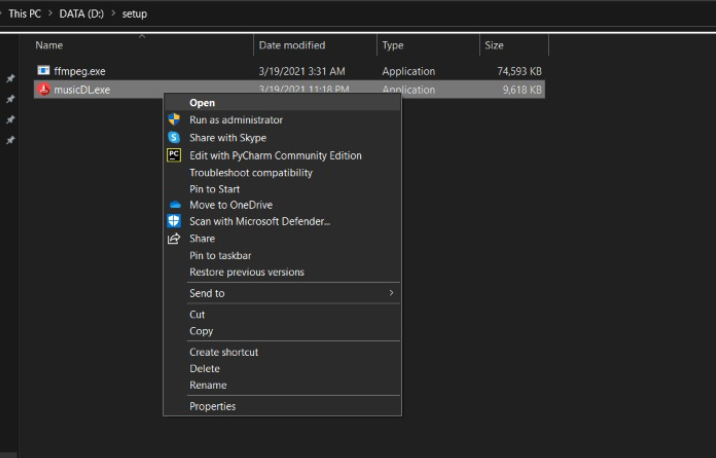 This PC > DATA (D:) > setup
Name Date modified Type Size
ffmpeg.exe 3/19/2021 3:31 AM Application 74,593 KB
musicDL.exe 3/19/2021 11:18 PM Application 9,618 KB
Open
Run as administrator
Share with Skype
PC Edit with PyCharm Community Edition
Troubleshoot compatibility
Pin to Start
Move to OneDrive
Scan with Microsoft Defender...
Share
Pin to taskbar
Restore previous versions
Send to >
Cut
Copy
Create shortcut
Delete
Rename
Properties